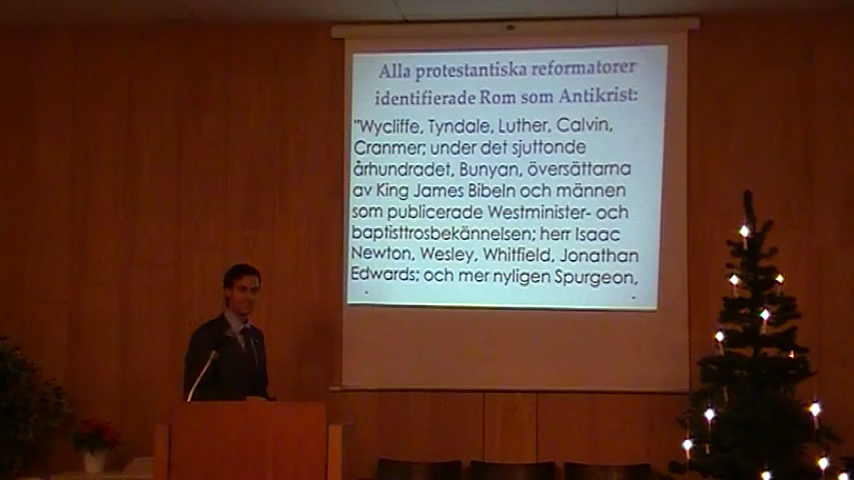 Alla protestantiska reformatorer
identifierade Rom som Antikrist:
"Wycliffe, Tyndale, Luther, Calvin,
Cranmer; under det sjuttonde
århundradet, Bunyan, översättarna
av King James Bibeln och männen
som publicerade Westminister- och
baptisttrosbekännelsen; herr Isaac
Newton, Wesley, Whitfield, Jonathan
Edwards; och mer nyligen Spurgeon,